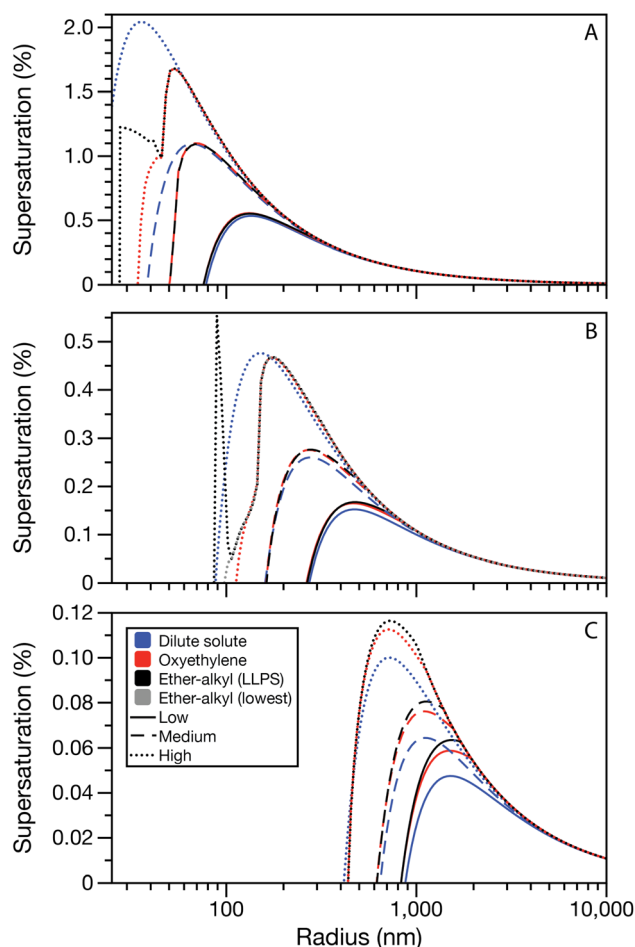 A
2.0
1.5
1.0
0.5
0
Supersaturation (%)
B
0.5
0.4
0.3
0.2
0.1
0
Supersaturation (%)
C
0.12
0.10
0.08
0.06
0.04
0.02
0
Supersaturation (%)
Dilute solute
Oxyethylene
Ether-alkyl (LLPS)
Ether-alkyl (lowest)
Low
Medium
High
100 1,000 10,000
Radius (nm)